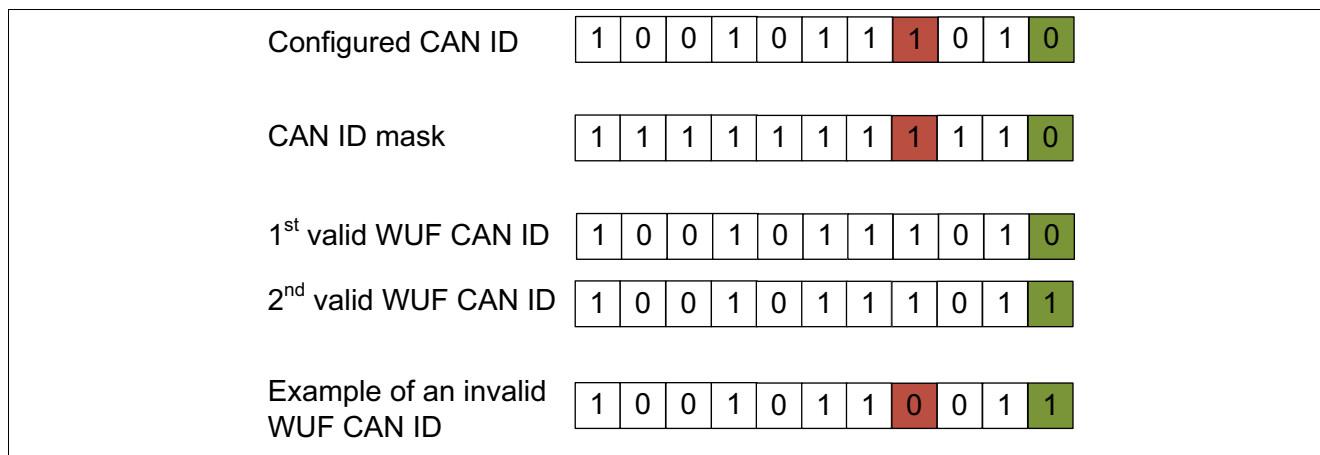 Configured CAN ID 1 0 0 1 0 1 1 1 0 1 0
CAN ID mask 1 1 1 1 1 1 1 1 1 1 0
1st valid WUF CAN ID 1 0 0 1 0 1 1 1 0 1 0
2nd valid WUF CAN ID 1 0 0 1 0 1 1 1 0 1 1
Example of an invalid
WUF CAN ID 1 0 0 1 0 1 1 0 0 1 1